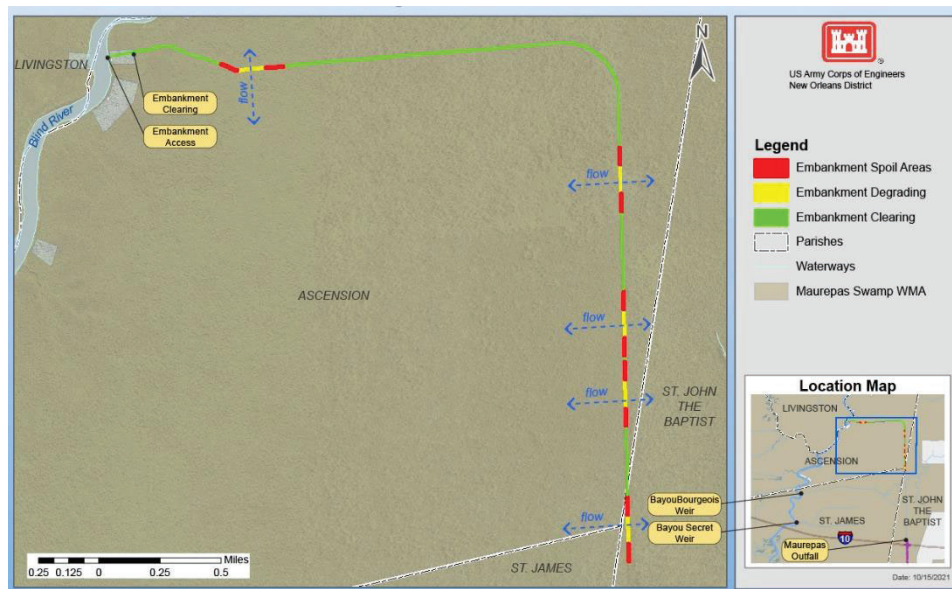 LIVINGSTON
Blind River
Embankment
Clearing
Embankment
Access
flow
N
flow
ASCENSION
flow
flow
ST. JOHN
THE
BAPTIST
flow
ST. JAMES
Miles
0.25 0.125 0 0.25 0.5
US Army Corps of Engineers
New Orleans District
Legend
Embankment Spoil Areas
Embankment Degrading
Embankment Clearing
Parishes
Waterways
Maurepas Swamp WMA
Location Map
LIVINGSTON
ASCENSION
BayouBourgeois
Weir
Bayou Secret
Weir
ST. JAMES
ST. JOHN
THE
BAPTIST
10
Maurepas
Outfall
Date: 10/15/2021